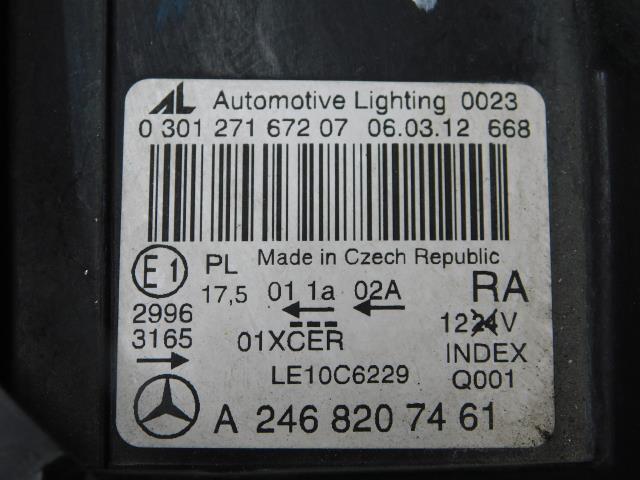 AL Automotive Lighting 0023
0 301 271 672 07 06.03.12 668
Made in Czech Republic
E1 PL 17,5 01 1a 02A RA
2996
3165
01XCER
1224V
INDEX
LE10C6229 Q001
A 246 820 74 61